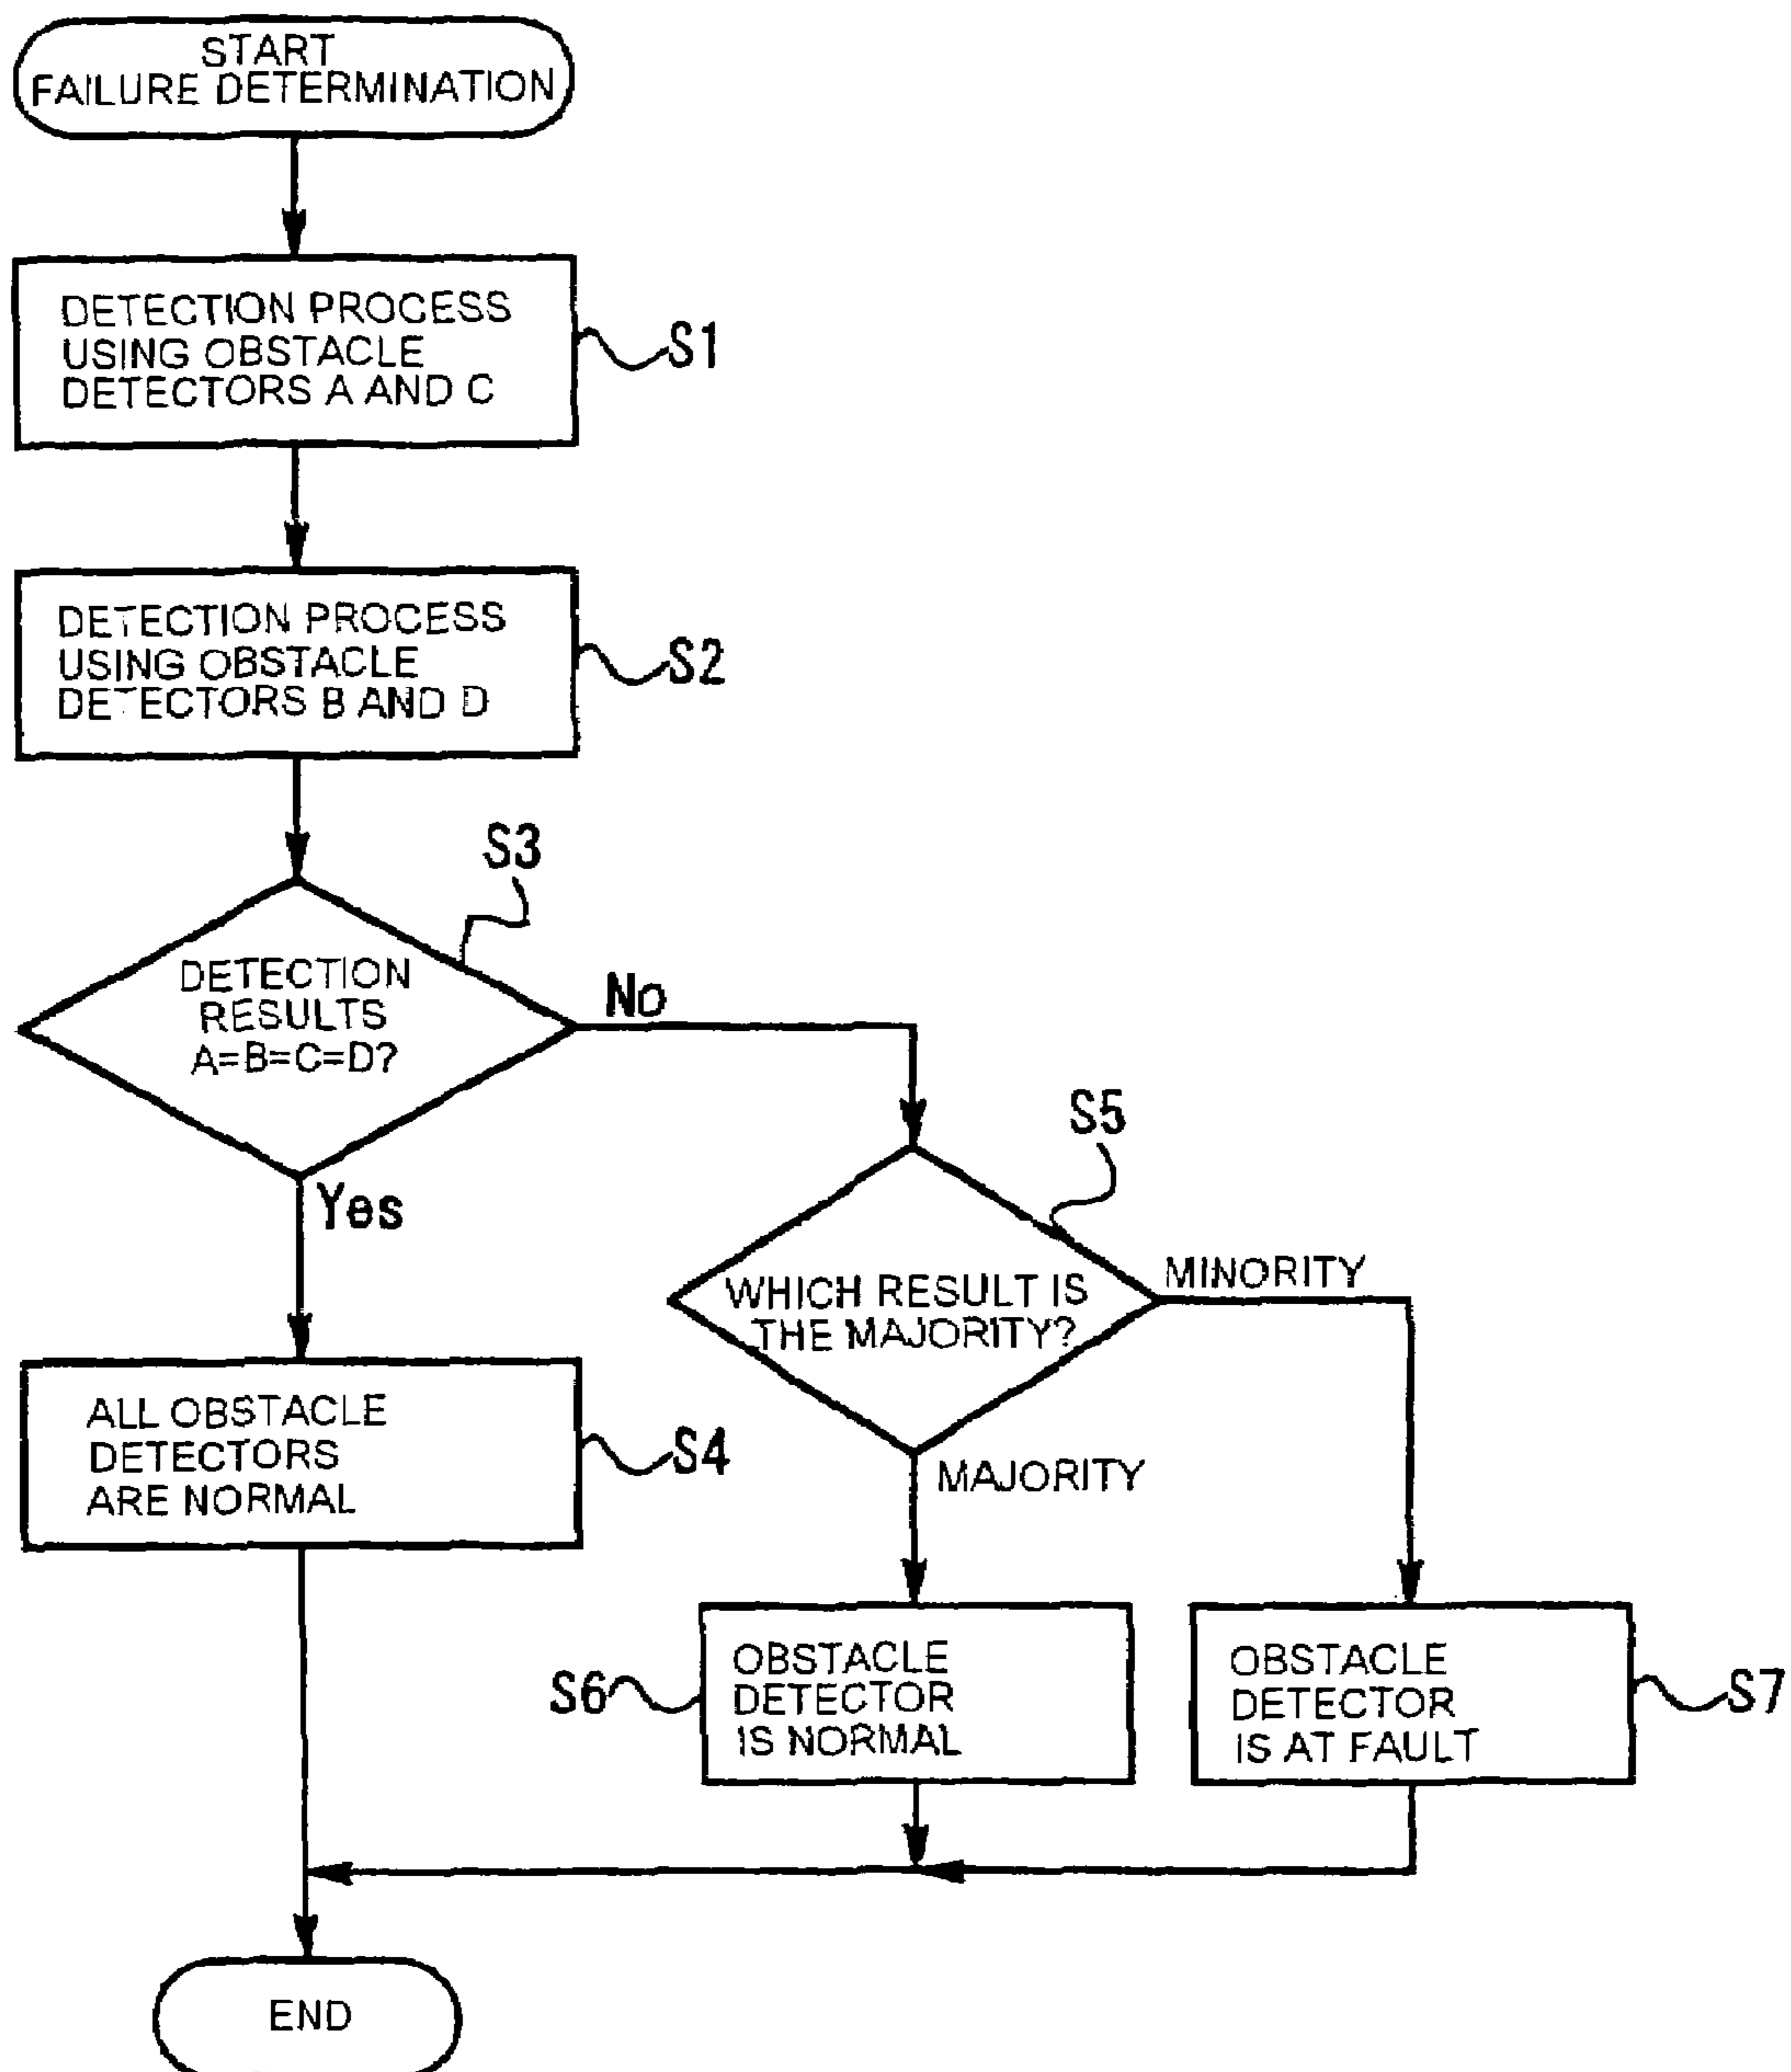 START
FAILURE DETERMINATION
DETECTION PROCESS
USING OBSTACLE
DETECTORS A AND C
S1
DETECTION PROCESS
USING OBSTACLE
DETECTORS B AND D
S2
S3
DETECTION
RESULTS
A=B=C=D?
No
Yes
S5
WHICH RESULT IS
THE MAJORITY?
MINORITY
MAJORITY
ALL OBSTACLE
DETECTORS
ARE NORMAL
S4
S6
OBSTACLE
DETECTOR
IS NORMAL
OBSTACLE
DETECTOR
IS AT FAULT
S7
END